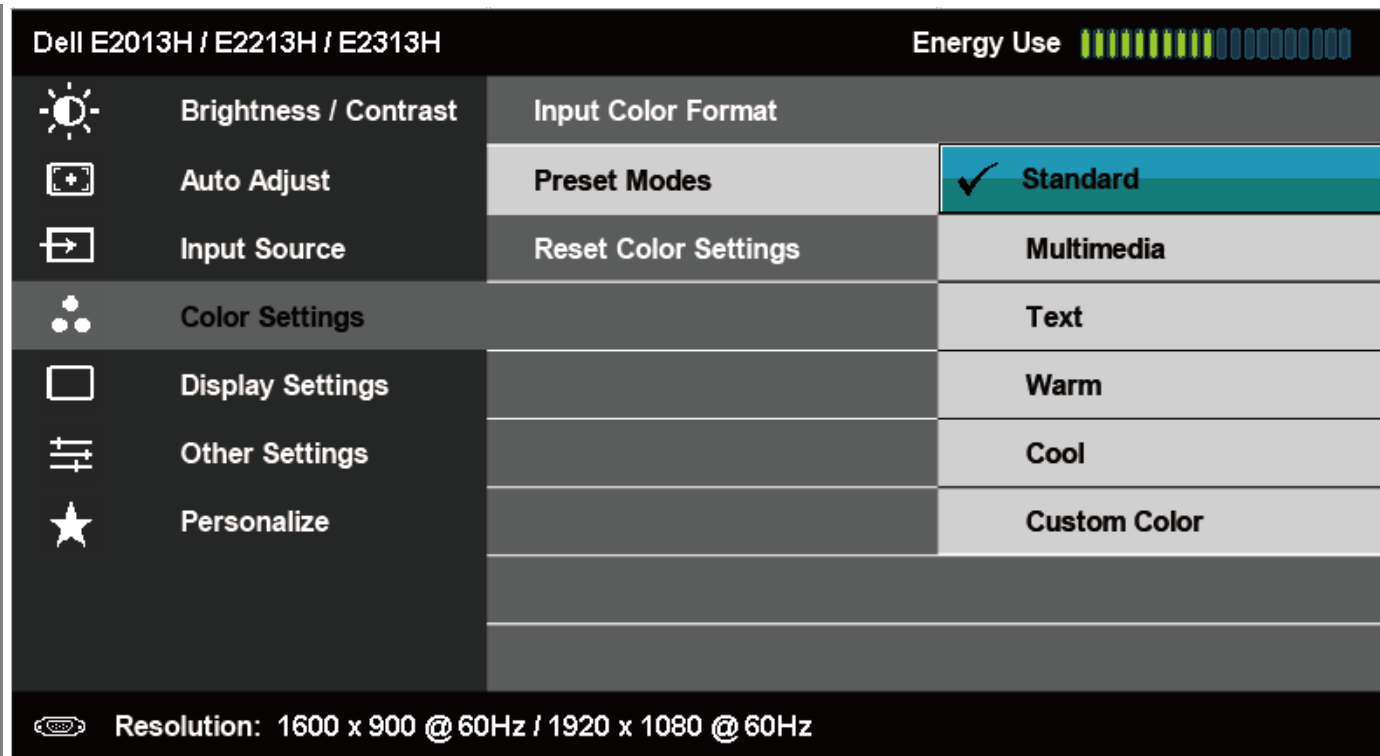 Dell E2013H / E2213H / E2313H
Energy Use
Brightness / Contrast
Input Color Format
Auto Adjust
Preset Modes
Standard
Input Source
Reset Color Settings
Multimedia
Color Settings
Text
Display Settings
Warm
Other Settings
Cool
Personalize
Custom Color
Resolution: 1600 x 900 @ 60Hz / 1920 x 1080 @ 60Hz